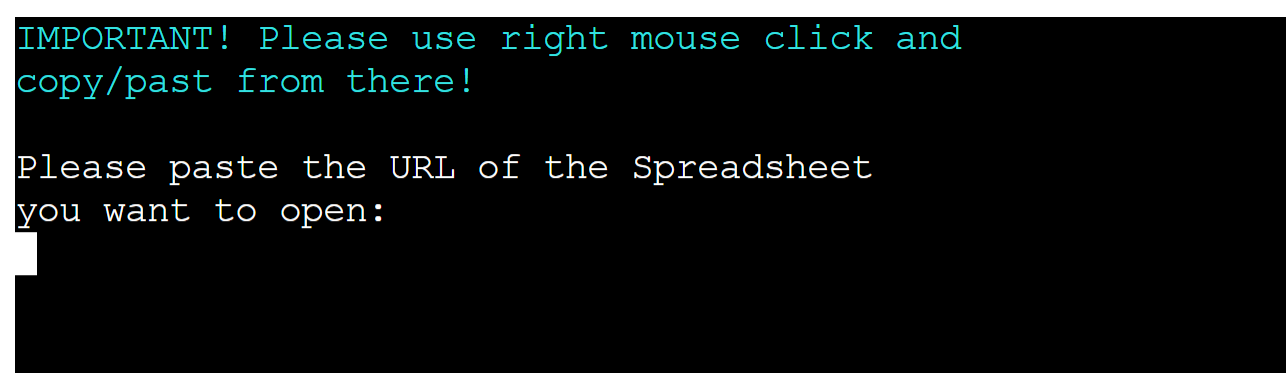 IMPORTANT! Please use right mouse click and
copy/past from there!
Please paste the URL of the Spreadsheet
you want to open: